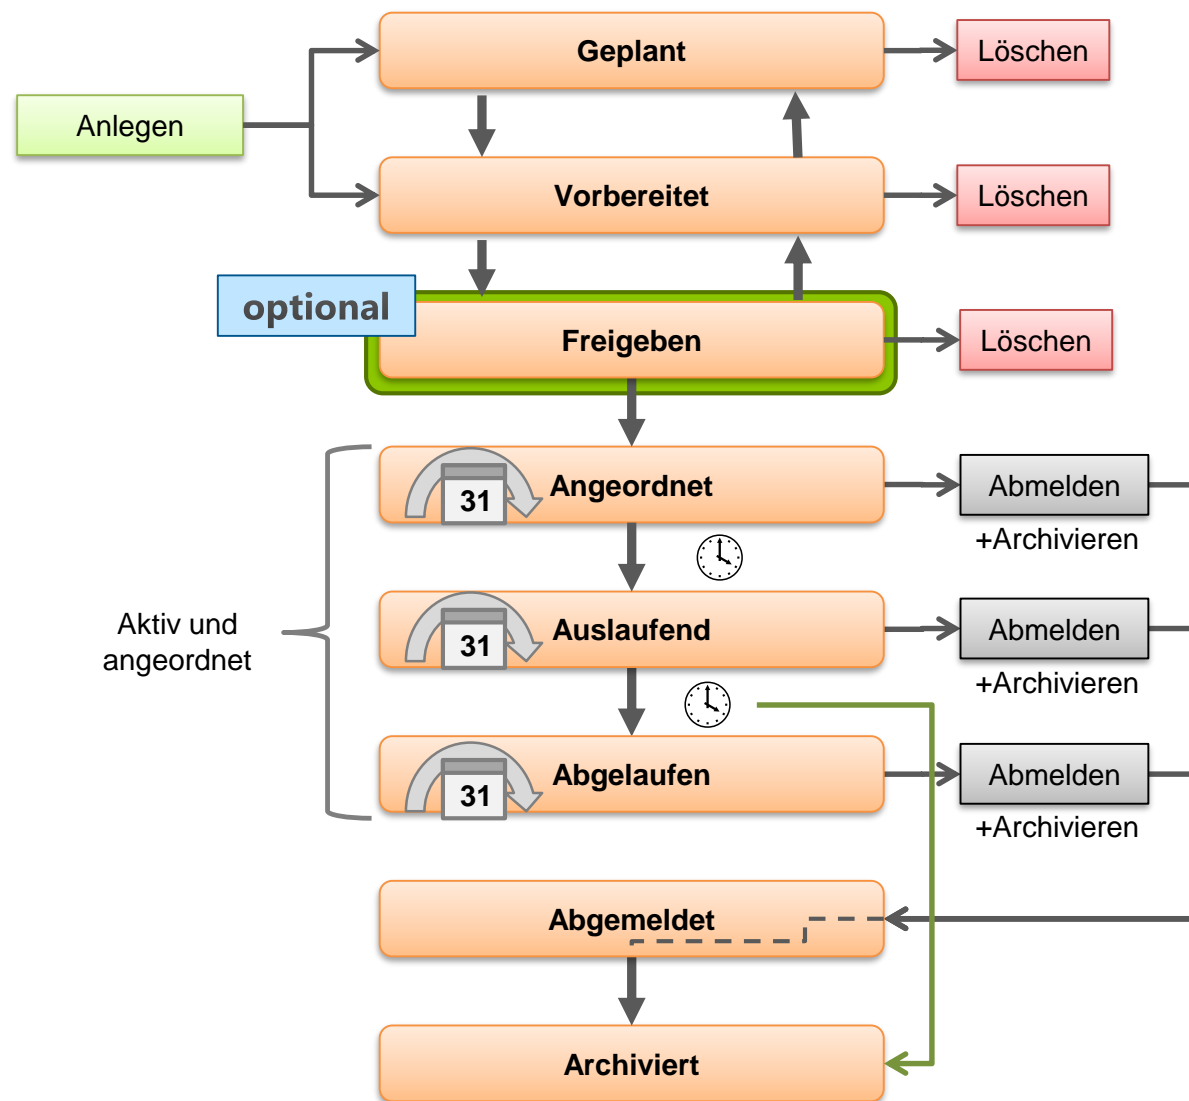 Geplant
Löschen
Anlegen
Vorbereitet
Löschen
optional
Freigeben
Löschen
31
Angeordnet
Abmelden
+Archivieren
Aktiv und
angeordnet
31
Auslaufend
Abmelden
+Archivieren
31
Abgelaufen
Abmelden
+Archivieren
Abgemeldet
Archiviert